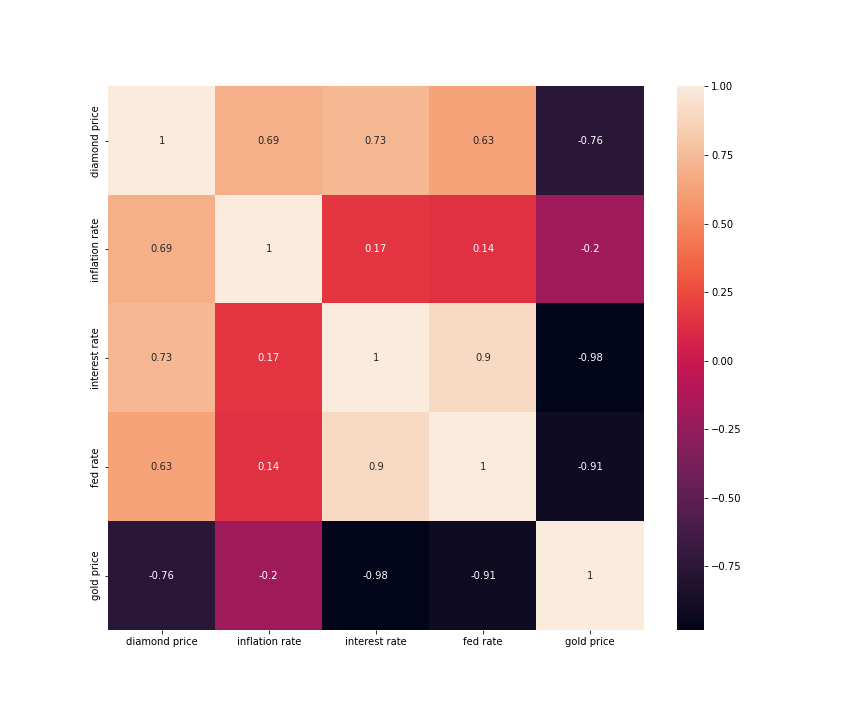 diamond price 1 0.69 0.73 0.63 -0.76
inflation rate 0.69 1 0.17 0.14 -0.2
interest rate 0.73 0.17 1 0.9 -0.98
fed rate 0.63 0.14 0.9 1 -0.91
gold price -0.76 -0.2 -0.98 -0.91 1
diamond price inflation rate interest rate fed rate gold price
1.00
0.75
0.50
0.25
0.00
−0.25
−0.50
−0.75